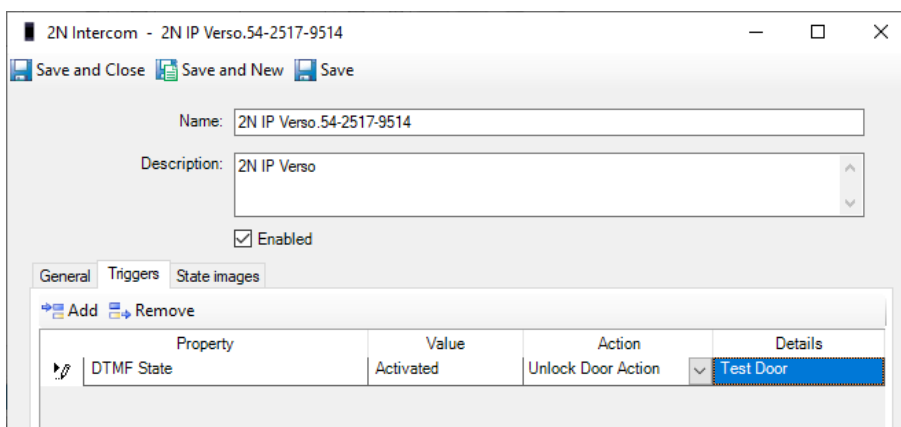 2N Intercom - 2N IP Verso.54-2517-9514
Save and Close Save and New Save
Name: 2N IP Verso.54-2517-9514
Description: 2N IP Verso
Enabled
General Triggers State images
Add Remove
Property Value Action Details
DTMF State Activated Unlock Door Action Test Door